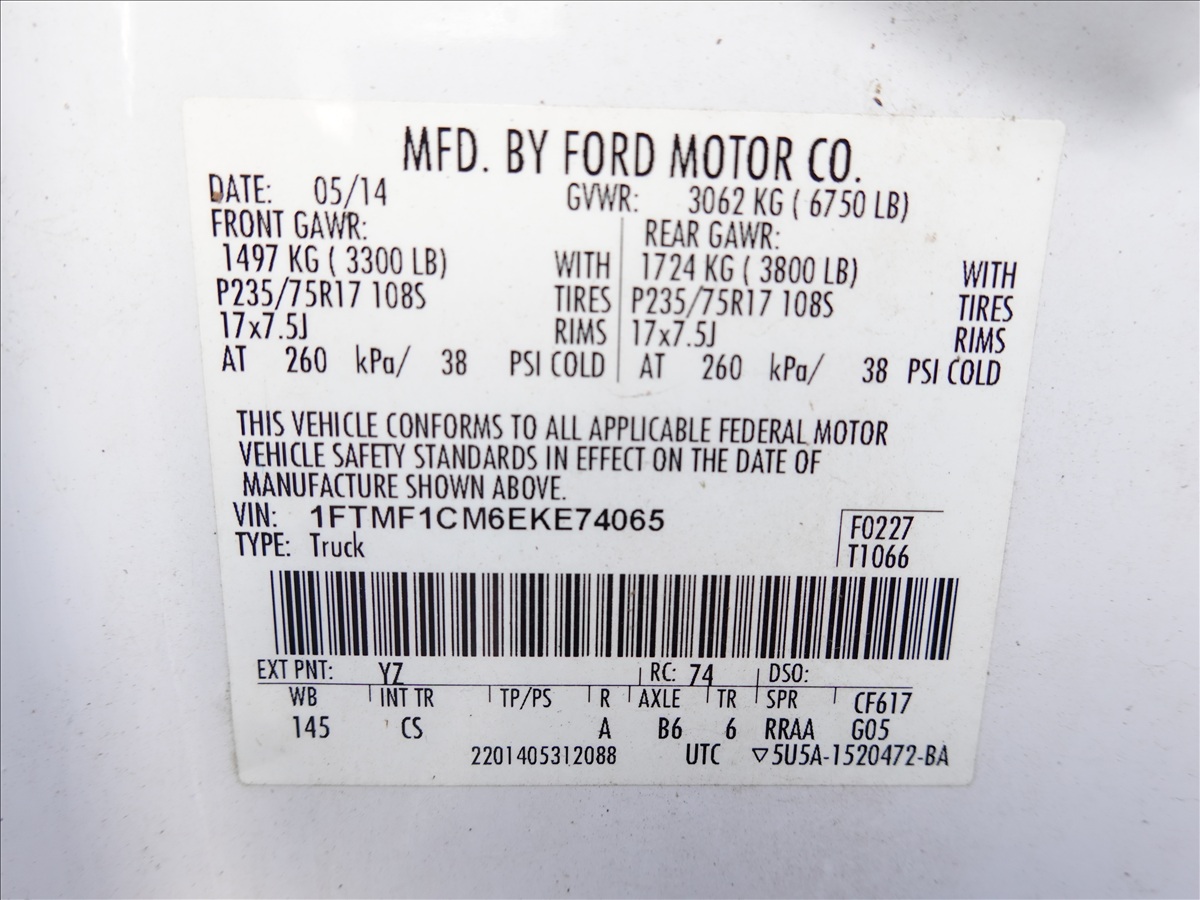 MFD. BY FORD MOTOR CO.
DATE: 05/14 GVWR: 3062 KG ( 6750 LB)
FRONT GAWR: REAR GAWR:
1497 KG ( 3300 LB) WITH 1724 KG ( 3800 LB) WITH
P235/75R17 108S TIRES P235/75R17 108S TIRES
17x7.5J RIMS 17x7.5J RIMS
AT 260 kPa/ 38 PSI COLD AT 260 kPa/ 38 PSI COLD
THIS VEHICLE CONFORMS TO ALL APPLICABLE FEDERAL MOTOR
VEHICLE SAFETY STANDARDS IN EFFECT ON THE DATE OF
MANUFACTURE SHOWN ABOVE.
VIN: 1FTMF1CM6EKE74065 F0227
TYPE: Truck T1066
EXT PNT: YZ RC: 74 DSO:
WB INT TR TP/PS R AXLE TR SPR CF617
145 CS A B6 6 RRAA G05
2201405312088 UTC ▽5U5A-1520472-BA